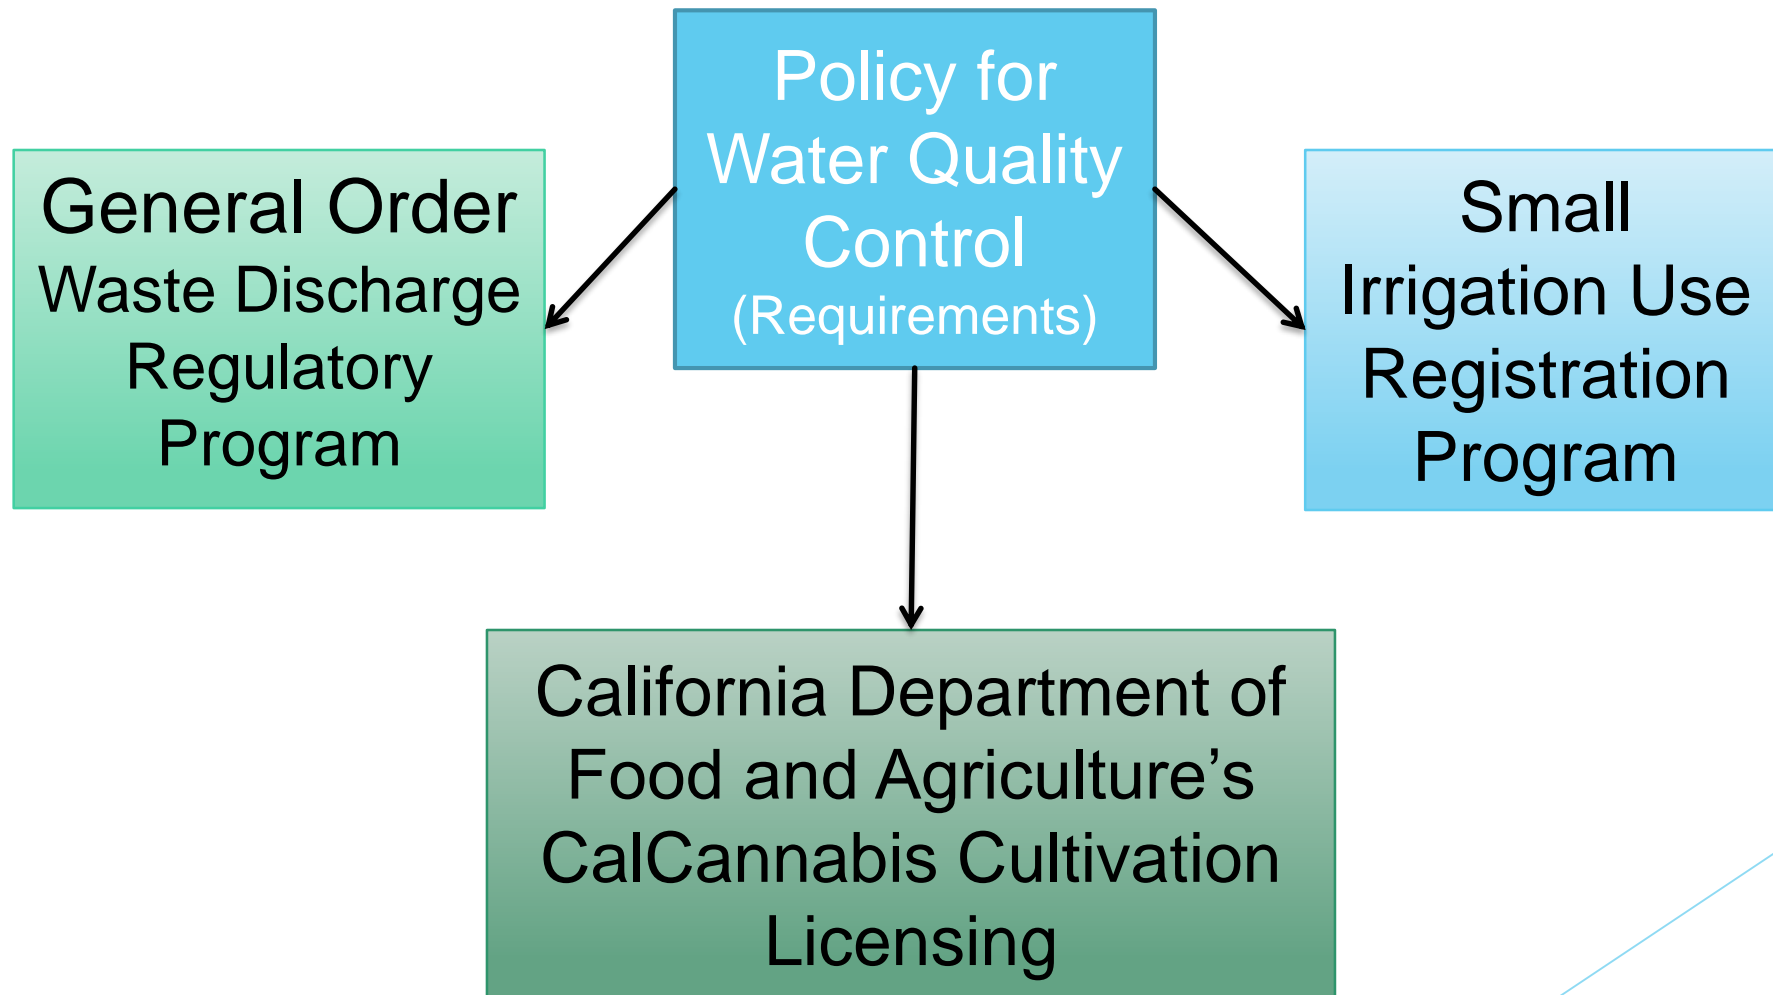 Policy for
Water Quality
Control
(Requirements)
General Order
Waste Discharge
Regulatory
Program
Small
Irrigation Use
Registration
Program
California Department of
Food and Agriculture’s
CalCannabis Cultivation
Licensing